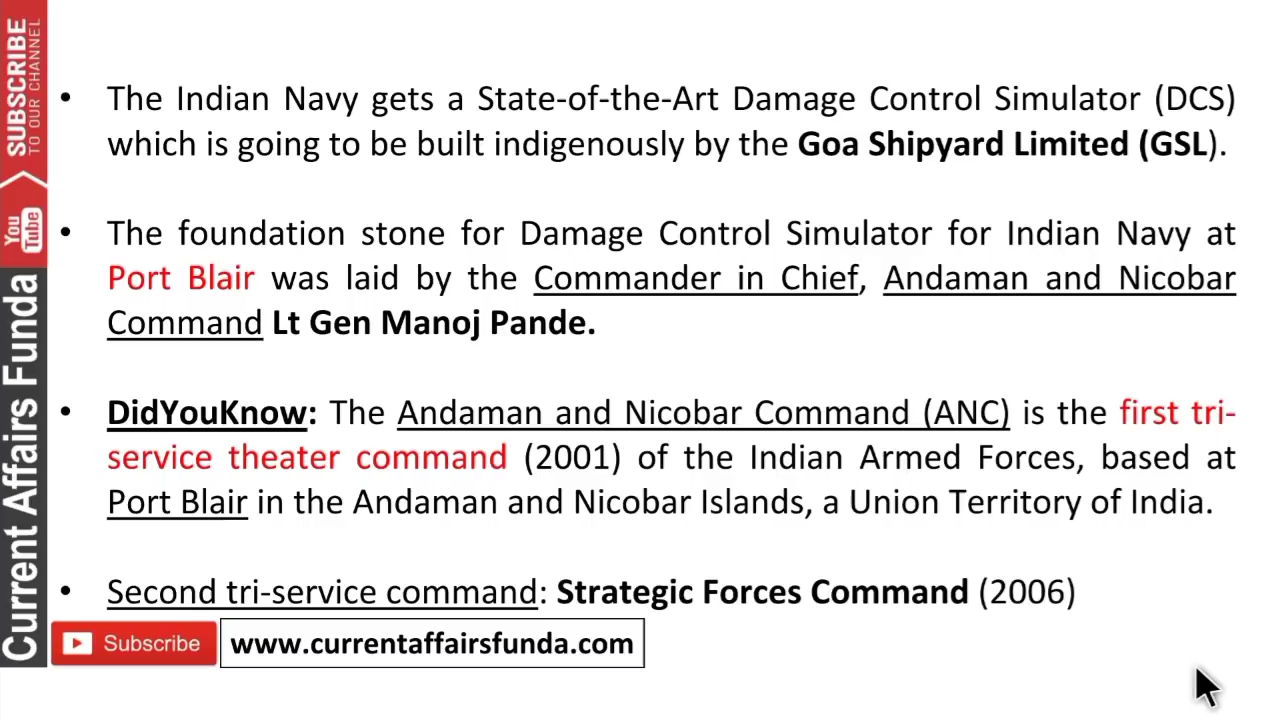 SUBSCRIBE
TO OUR CHANNEL
You
Tube
Current Affairs Funda
• The Indian Navy gets a State-of-the-Art Damage Control Simulator (DCS)
which is going to be built indigenously by the Goa Shipyard Limited (GSL).
• The foundation stone for Damage Control Simulator for Indian Navy at
Port Blair was laid by the Commander in Chief, Andaman and Nicobar
Command Lt Gen Manoj Pande.
• DidYouKnow: The Andaman and Nicobar Command (ANC) is the first tri-
service theater command (2001) of the Indian Armed Forces, based at
Port Blair in the Andaman and Nicobar Islands, a Union Territory of India.
• Second tri-service command: Strategic Forces Command (2006)
Subscribe
www.currentaffairsfunda.com